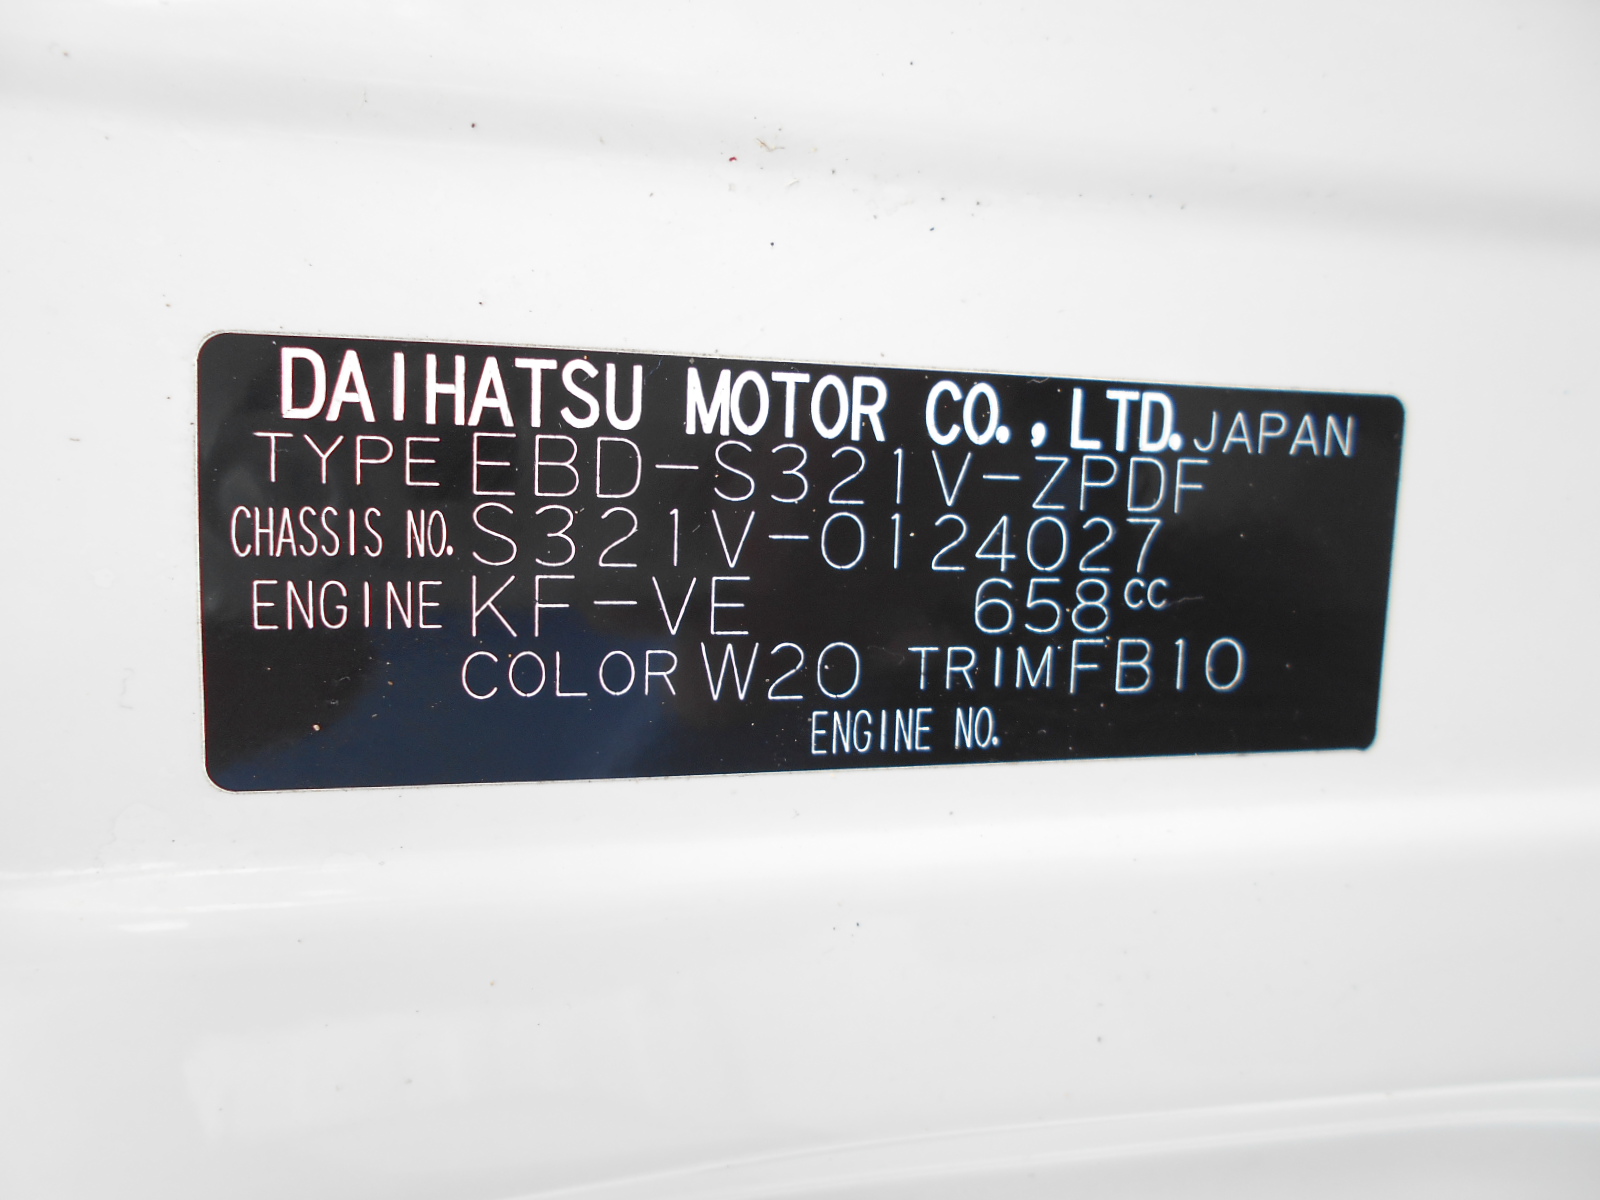 DAIHATSU MOTOR CO., LTD. JAPAN
TYPE EBD-S321V-ZPDF
CHASSIS NO. S321V-0124027
ENGINE KF-VE 658cc
COLOR W20 TRIM FB10
ENGINE NO.